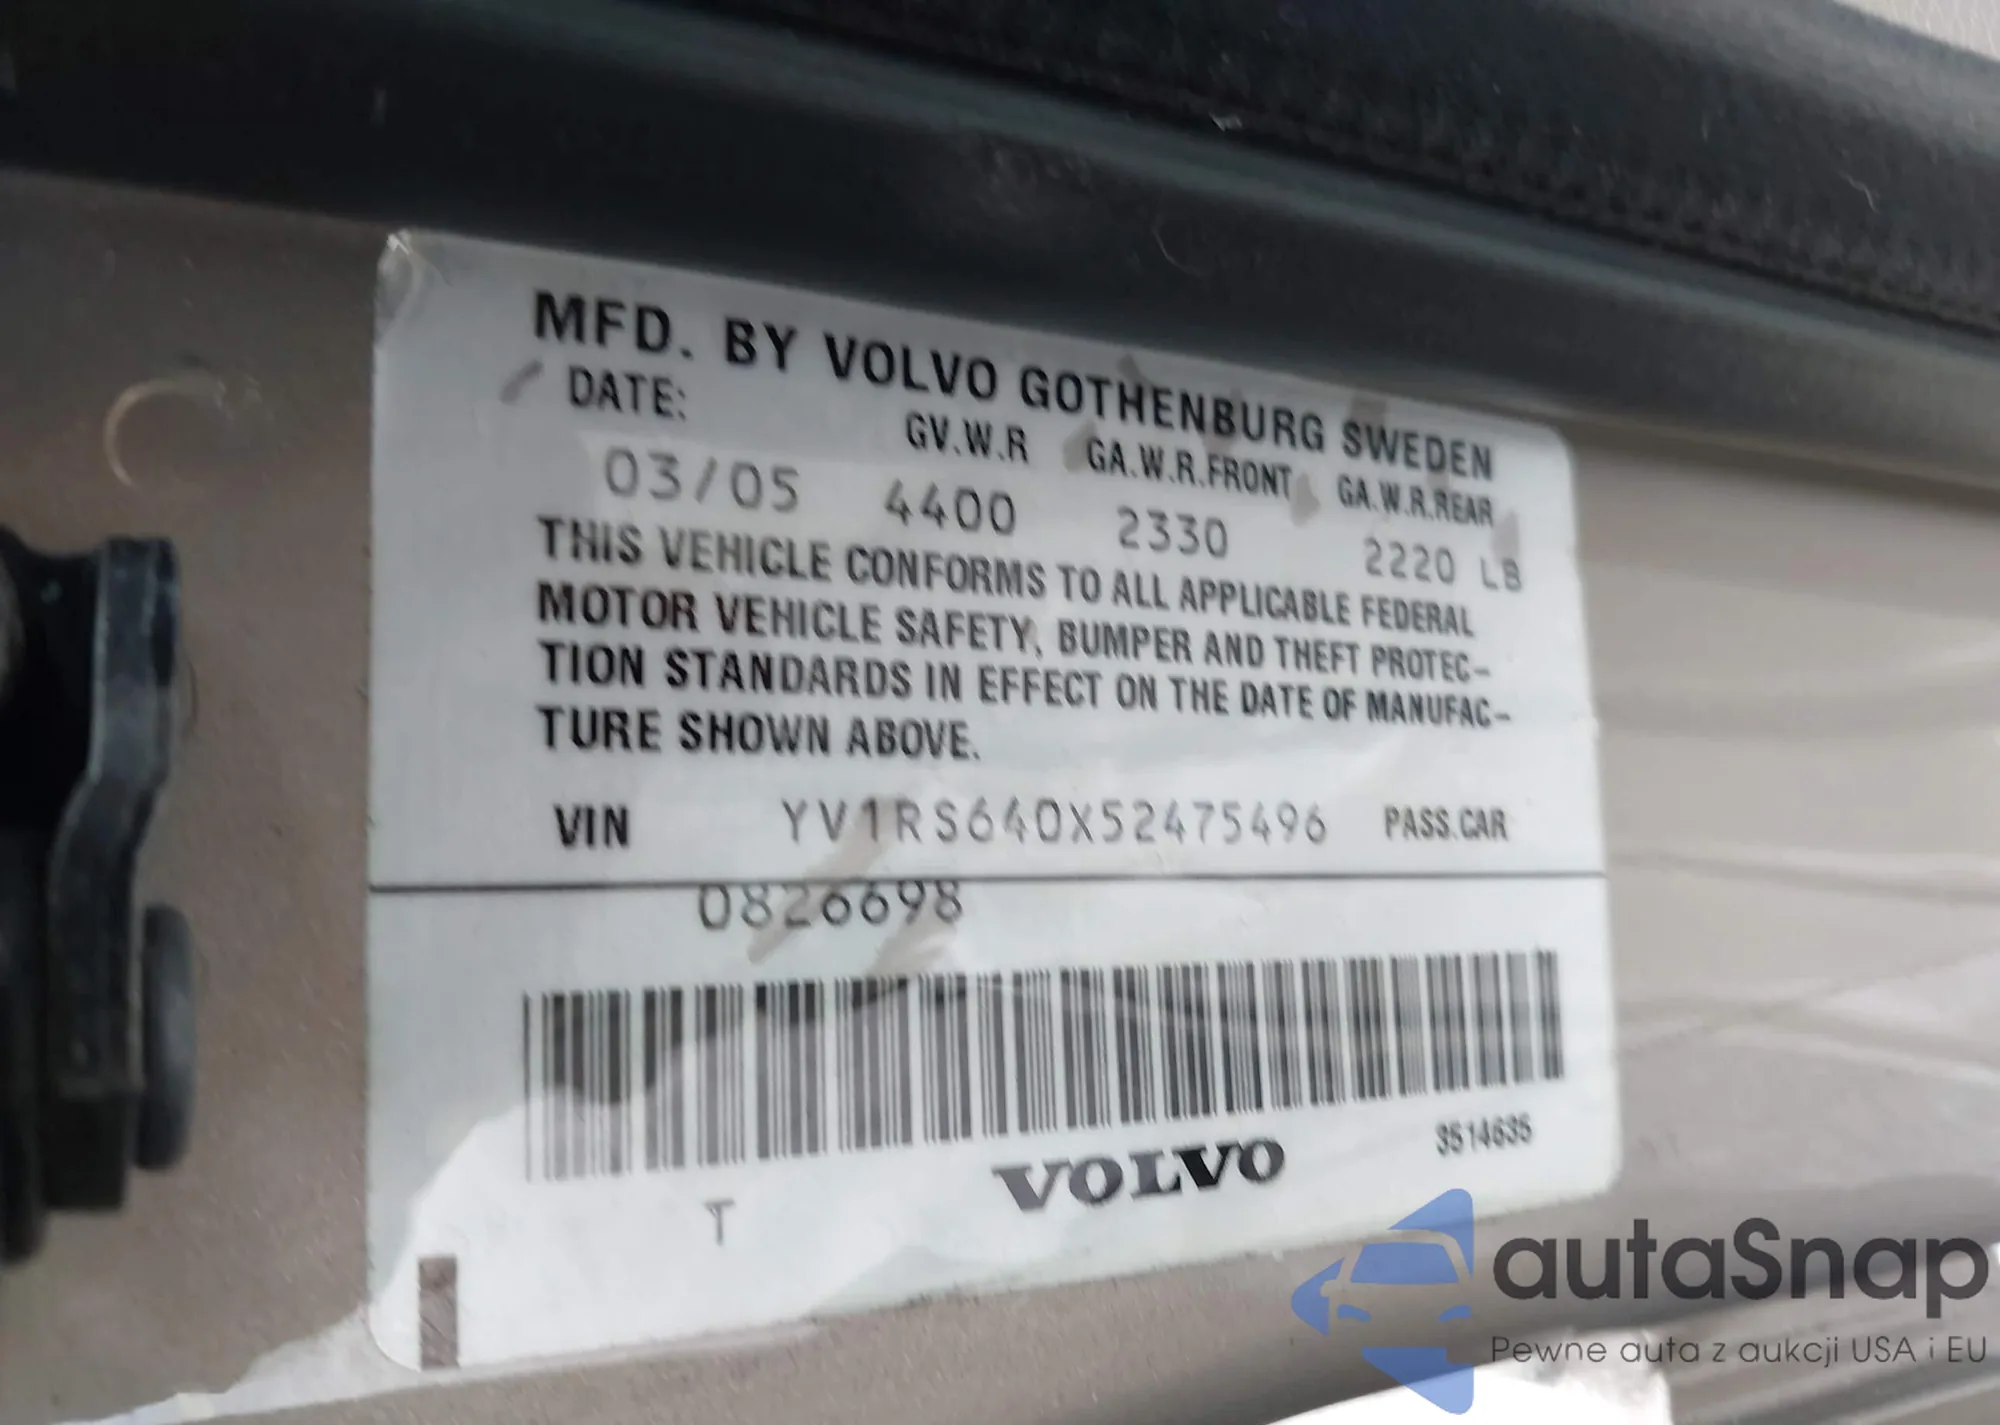 MFD. BY VOLVO GOTHENBURG SWEDEN
DATE: GV.W.R GA.W.R.FRONT GA.W.R.REAR
03/05 4400 2330 2220 LB
THIS VEHICLE CONFORMS TO ALL APPLICABLE FEDERAL
MOTOR VEHICLE SAFETY, BUMPER AND THEFT PROTEC-
TION STANDARDS IN EFFECT ON THE DATE OF MANUFAC-
TURE SHOWN ABOVE.
VIN YV1RS640X52475496 PASS.CAR
0826698
VOLVO 3514635
T
autaSnap
Pewne auta z aukcji USA i EU